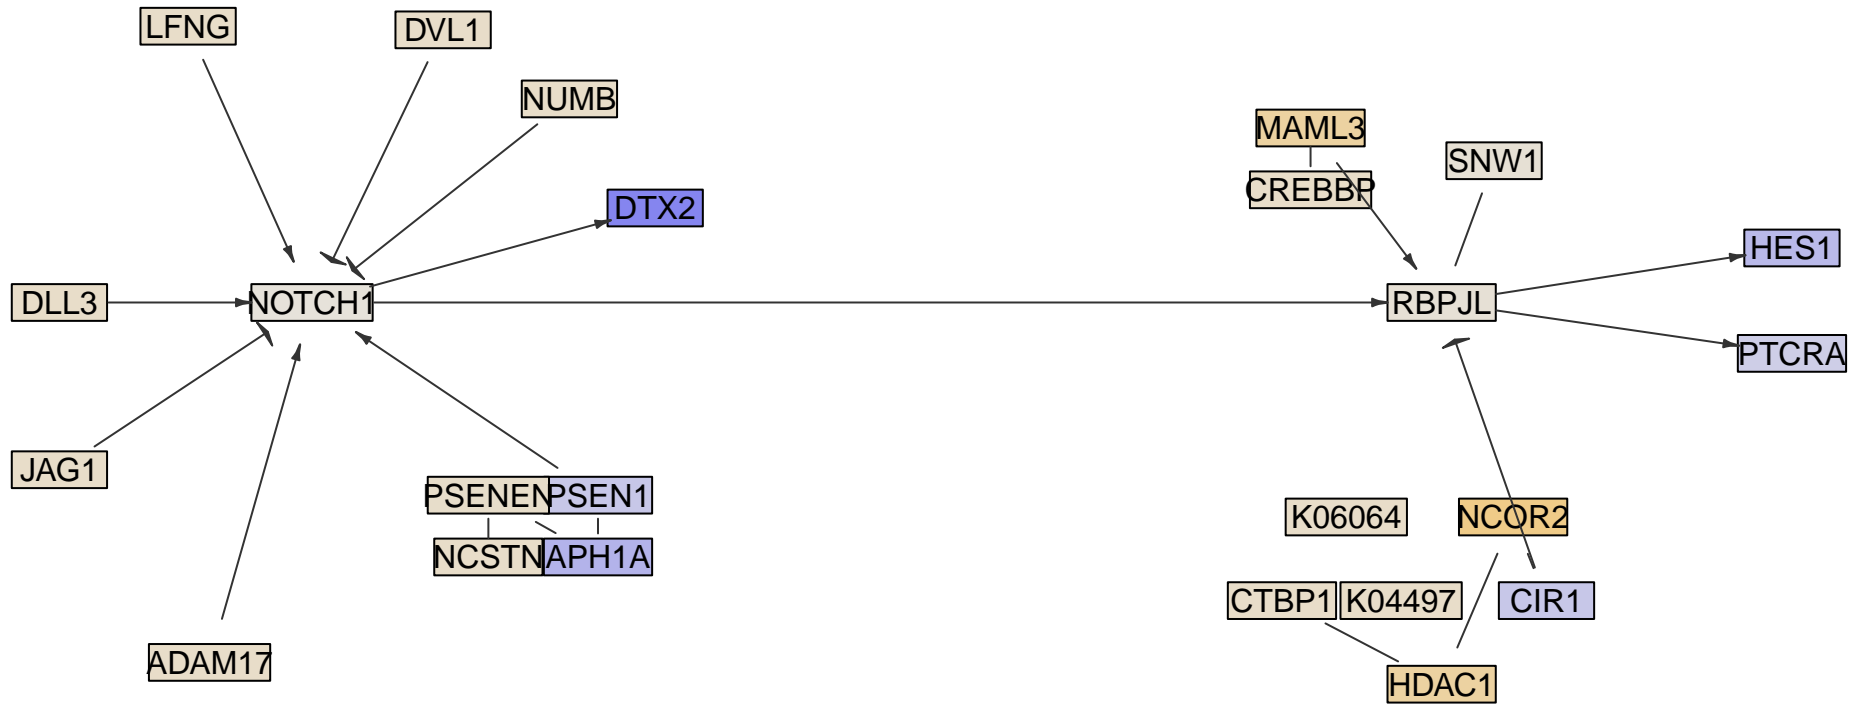 LFNG
DVL1
NUMB
MAML3
SNW1
CREBBP
DTX2
HES1
DLL3
NOTCH1
RBPJL
PTCRA
JAG1
PSENEN
PSEN1
K06064
NCOR2
NCSTN
APH1A
CTBP1
K04497
CIR1
ADAM17
HDAC1